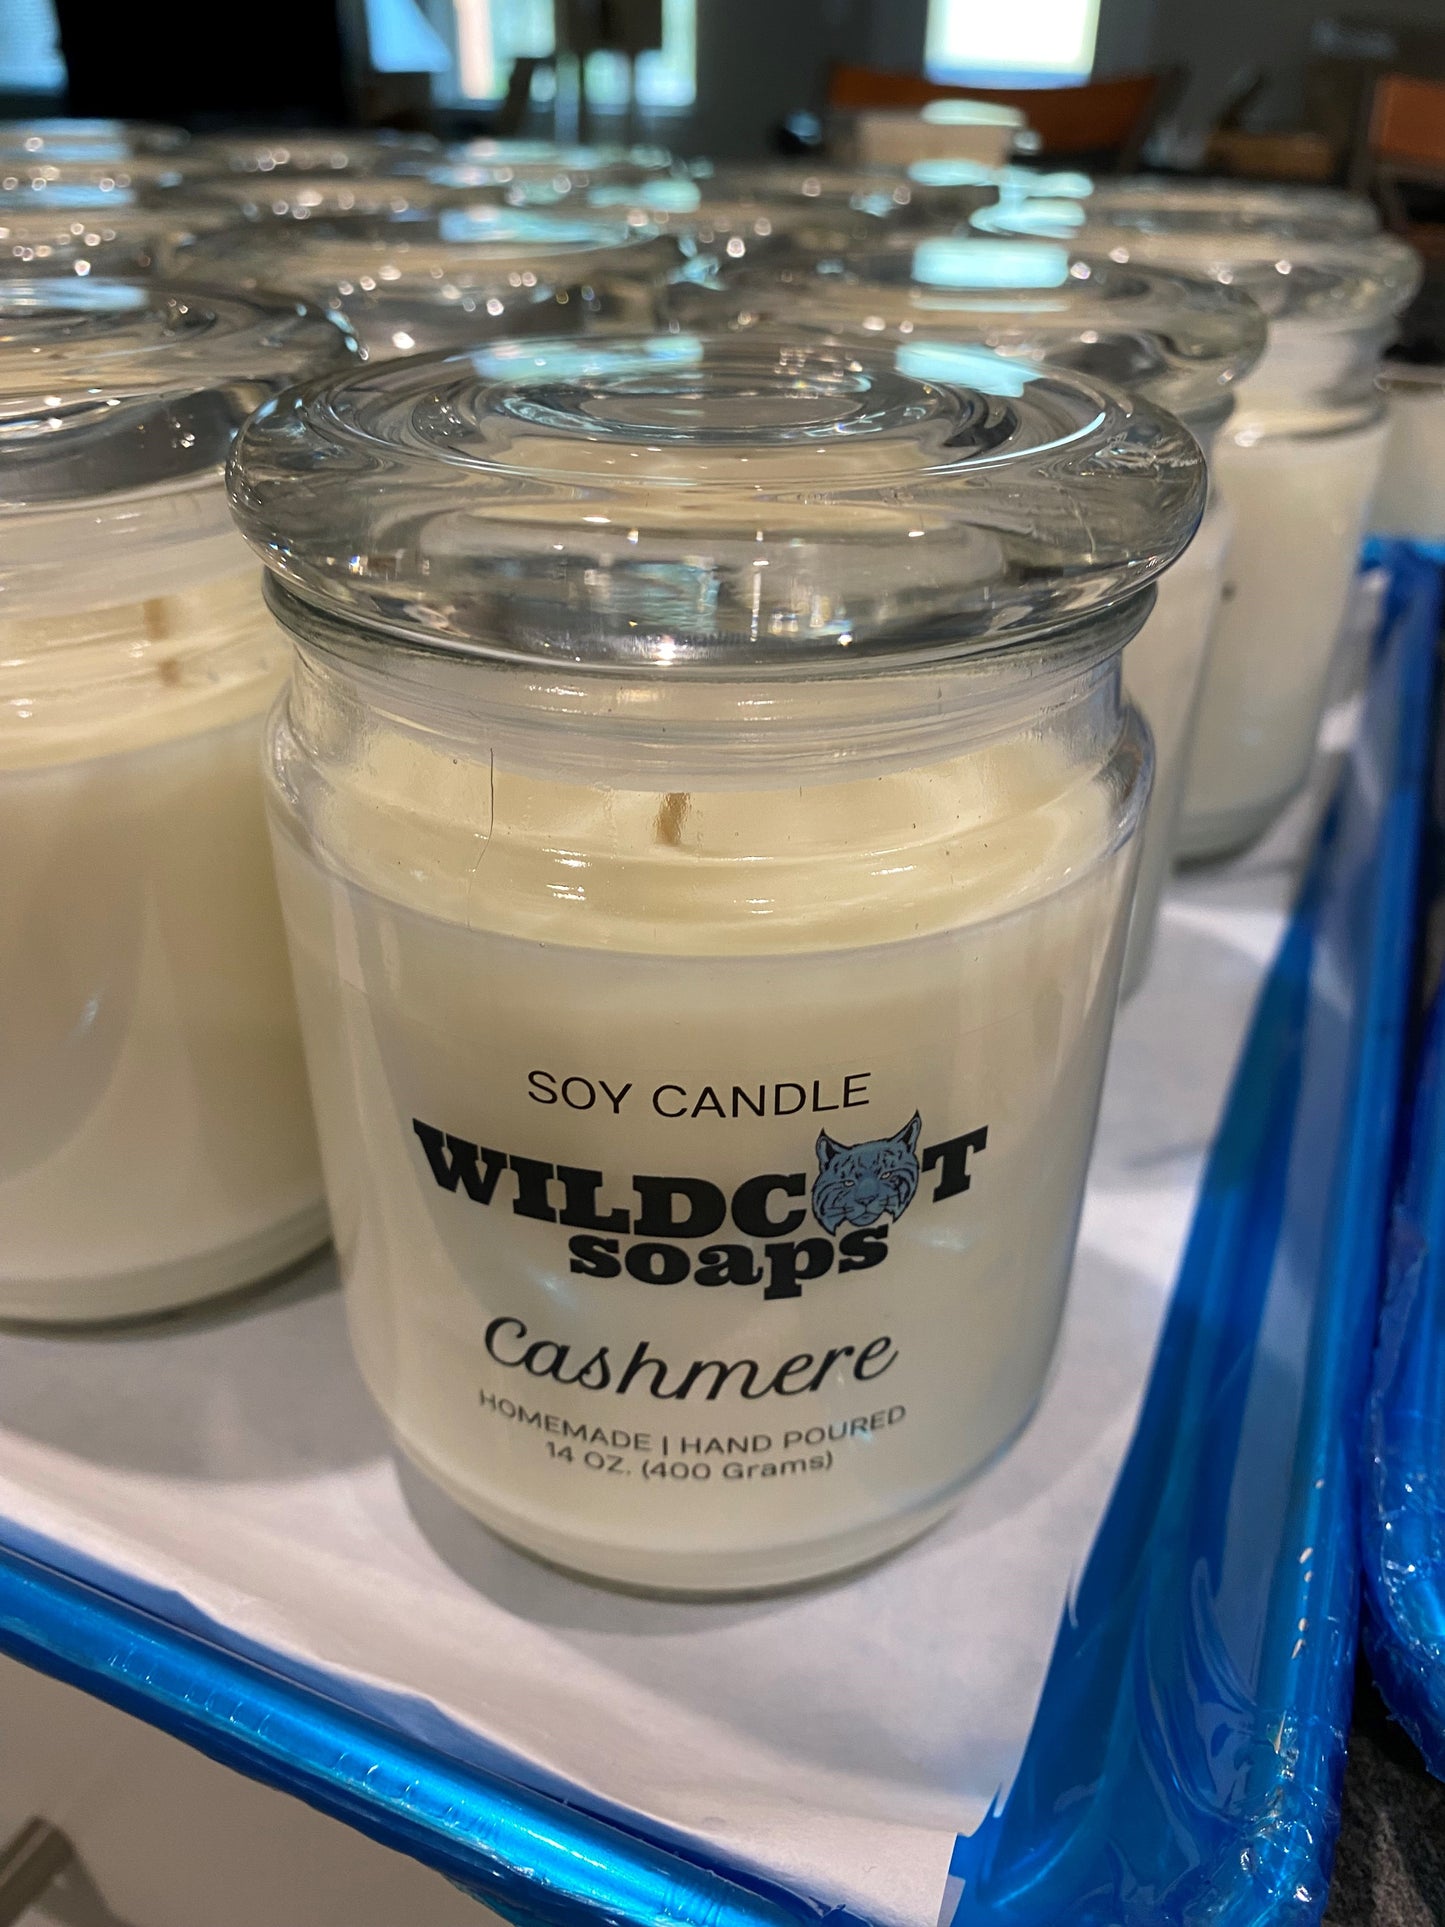 SOY CANDLE
WILDCAT
soaps
Cashmere
HOMEMADE | HAND POURED
14 OZ. (400 Grams)